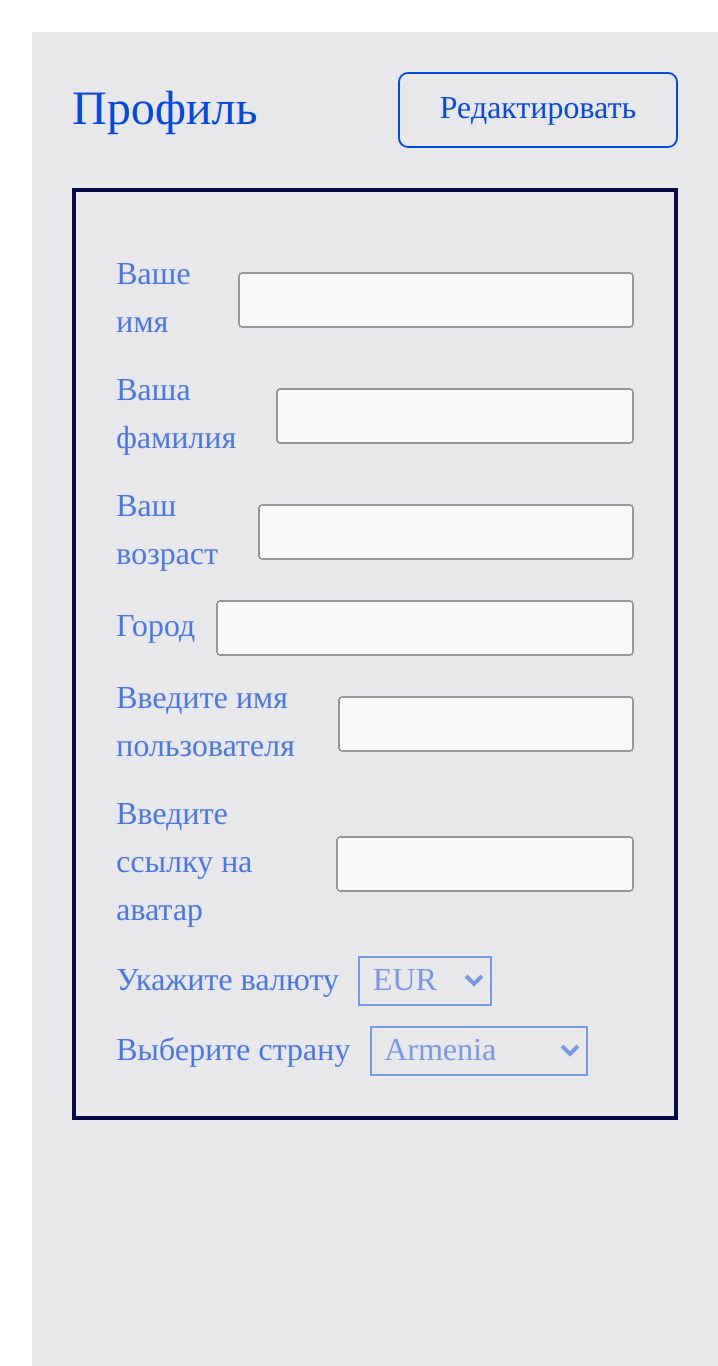 Профиль
Редактировать
Ваше
имя
Ваша
фамилия
Ваш
возраст
Город
Введите имя
пользователя
Введите
ссылку на
аватар
Укажите валюту EUR
Выберите страну Armenia